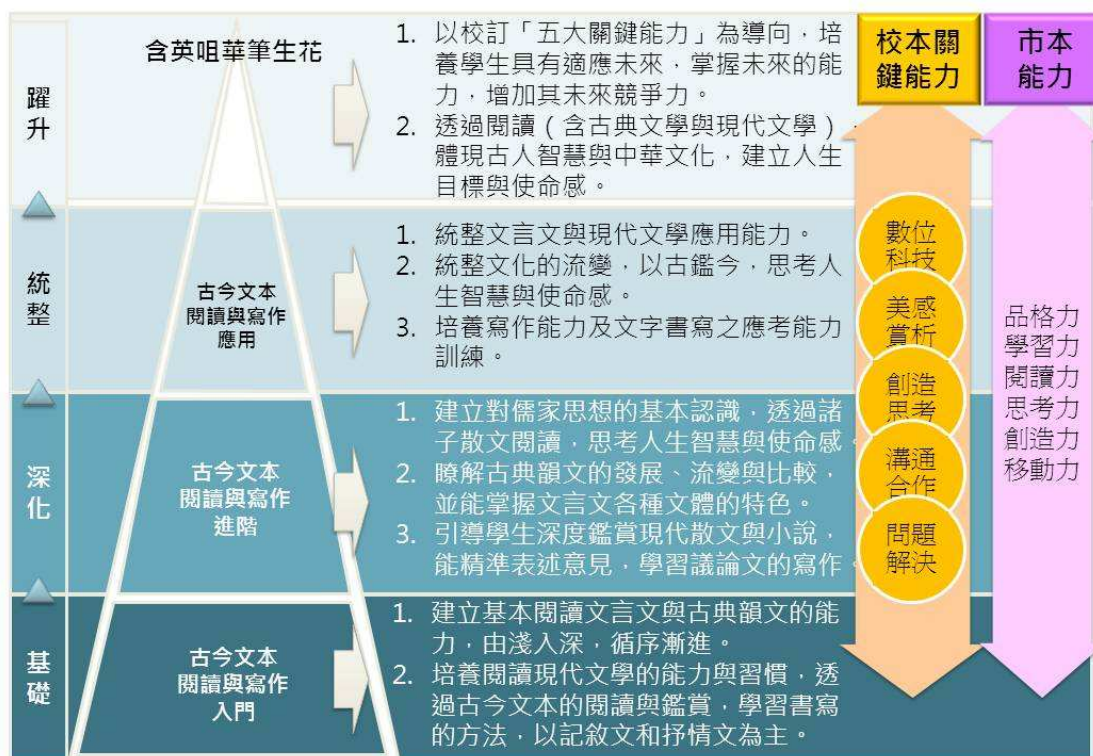 躍升
含英咀華筆生花
1. 以校訂「五大關鍵能力」為導向，培
養學生具有適應未來，掌握未來的能
力，增加其未來競爭力。
2. 透過閱讀（含古典文學與現代文學），
體現古人智慧與中華文化，建立人生
目標與使命感。
統整
古今文本
閱讀與寫作
應用
1. 統整文言文與現代文學應用能力。
2. 統整文化的流變，以古鑑今，思考人
生智慧與使命感。
3. 培養寫作能力及文字書寫之應考能力
訓練。
深化
古今文本
閱讀與寫作
進階
1. 建立對儒家思想的基本認識，透過諸
子散文閱讀，思考人生智慧與使命感。
2. 瞭解古典韻文的發展、流變與比較，
並能掌握文言文各種文體的特色。
3. 引導學生深度鑑賞現代散文與小說，
能精準表述意見，學習議論文的寫作。
基礎
古今文本
閱讀與寫作
入門
1. 建立基本閱讀文言文與古典韻文的能
力，由淺入深，循序漸進。
2. 培養閱讀現代文學的能力與習慣，透
過古今文本的閱讀與鑑賞，學習書寫
的方法，以記敘文和抒情文為主。
校本關
鍵能力
數位
科技
美感
賞析
創造
思考
溝通
合作
問題
解決
市本
能力
品格力
學習力
閱讀力
思考力
創造力
移動力